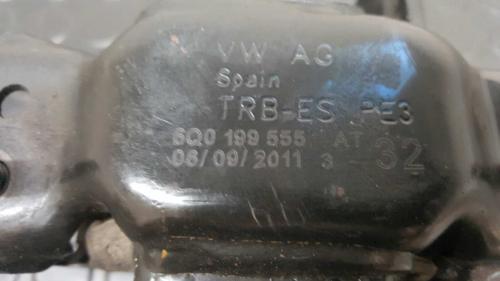 VW AG
Spain
TRB-ES PE3
6Q0 199 555 AT 32
06/09/2011 3